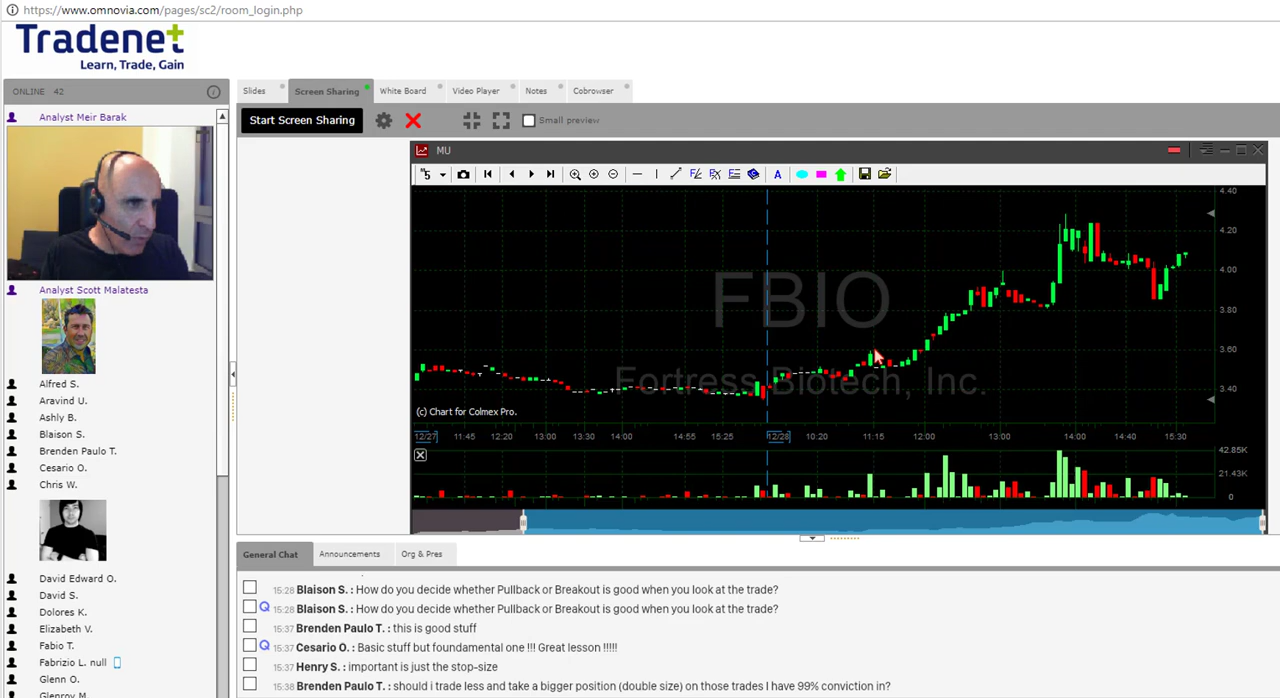 https://www.omnovia.com/pages/sc2/room_login.php
Tradenet
Learn, Trade, Gain
ONLINE 42
Slides
Screen Sharing
White Board
Video Player
Notes
Cobrowser
Start Screen Sharing
Small preview
Analyst Meir Barak
Analyst Scott Malatesta
Alfred S.
Aravind U.
Ashly B.
Blaison S.
Brenden Paulo T.
Cesario O.
Chris W.
David Edward O.
David S.
Dolores K.
Elizabeth V.
Fabio T.
Fabrizio L. null
Glenn O.
Glenroy M.
MU
5
A
4.40
4.20
4.00
3.80
3.60
3.40
FBIO
Fortress Biotech, Inc.
(c) Chart for Colmex Pro.
12/27 11:45 12:20 13:00 13:30 14:00 14:55 15:25 12/28 10:20 11:15 12:00 13:00 14:00 14:40 15:30
42.85K
21.43K
0
General Chat
Announcements
Org & Pres
15:28 Blaison S. : How do you decide whether Pullback or Breakout is good when you look at the trade?
Q 15:28 Blaison S. : How do you decide whether Pullback or Breakout is good when you look at the trade?
15:37 Brenden Paulo T. : this is good stuff
Q 15:37 Cesario O. : Basic stuff but foundamental one !!! Great lesson !!!!!
15:37 Henry S. : important is just the stop-size
15:38 Brenden Paulo T. : should i trade less and take a bigger position (double size) on those trades I have 99% conviction in?